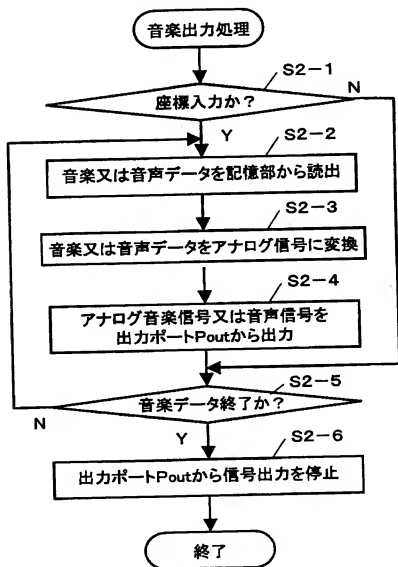 音楽出力処理
S2-1
座標入力か?
N
Y
S2-2
音楽又は音声データを記憶部から読出
S2-3
音楽又は音声データをアナログ信号に変換
S2-4
アナログ音楽信号又は音声信号を
出力ポートPoutから出力
S2-5
音楽データ終了か?
N
Y
S2-6
出力ポートPoutから信号出力を停止
終了